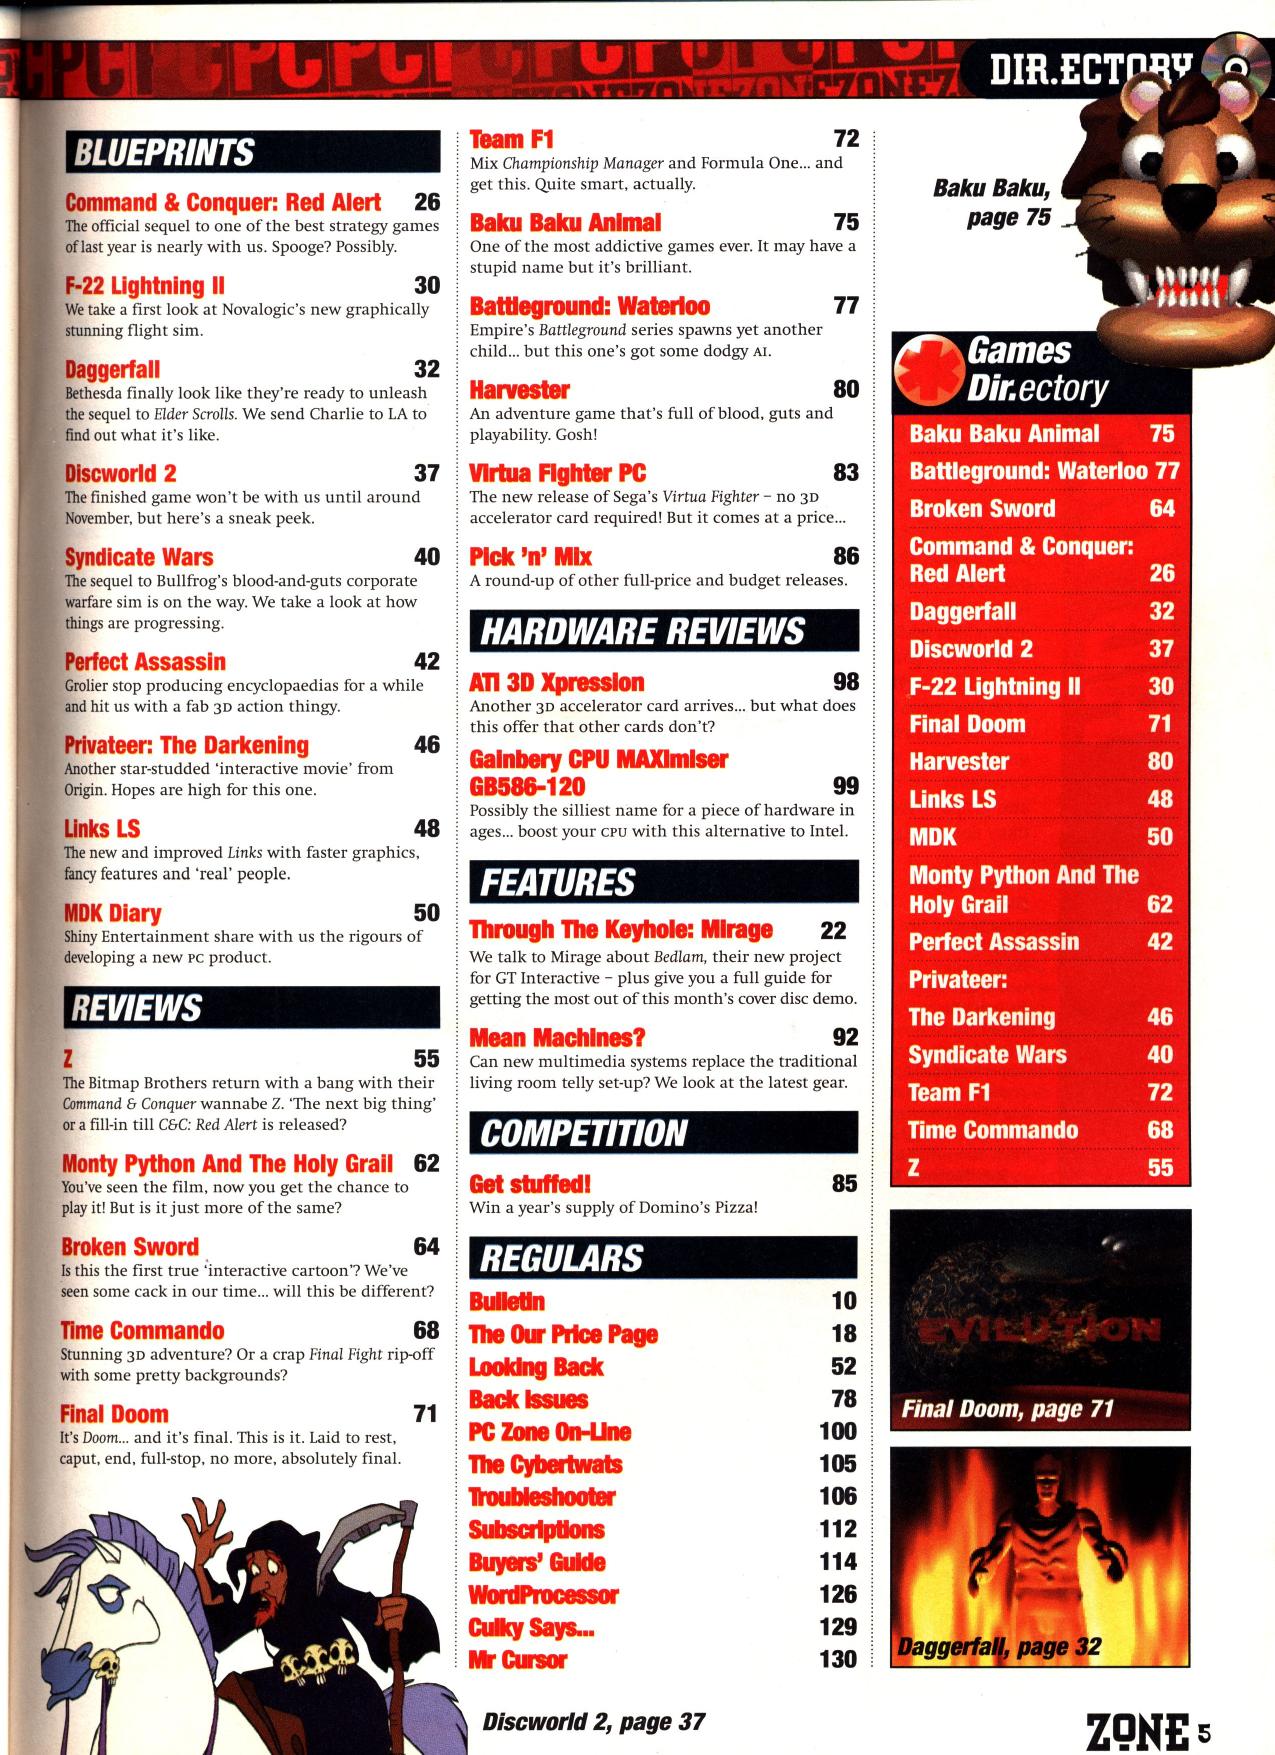 DIR.ECTORY
BLUEPRINTS
Command & Conquer: Red Alert 26
The official sequel to one of the best strategy games
of last year is nearly with us. Spooge? Possibly.
F-22 Lightning II 30
We take a first look at Novalogic's new graphically
stunning flight sim.
Daggerfall 32
Bethesda finally look like they're ready to unleash
the sequel to Elder Scrolls. We send Charlie to LA to
find out what it's like.
Discworld 2 37
The finished game won't be with us until around
November, but here's a sneak peek.
Syndicate Wars 40
The sequel to Bullfrog's blood-and-guts corporate
warfare sim is on the way. We take a look at how
things are progressing.
Perfect Assassin 42
Grolier stop producing encyclopaedias for a while
and hit us with a fab 3D action thingy.
Privateer: The Darkening 46
Another star-studded 'interactive movie' from
Origin. Hopes are high for this one.
Links LS 48
The new and improved Links with faster graphics,
fancy features and 'real' people.
MDK Diary 50
Shiny Entertainment share with us the rigours of
developing a new PC product.
REVIEWS
Z 55
The Bitmap Brothers return with a bang with their
Command & Conquer wannabe Z. 'The next big thing'
or a fill-in till C&C: Red Alert is released?
Monty Python And The Holy Grail 62
You've seen the film, now you get the chance to
play it! But is it just more of the same?
Broken Sword 64
Is this the first true 'interactive cartoon'? We've
seen some cack in our time... will this be different?
Time Commando 68
Stunning 3D adventure? Or a crap Final Fight rip-off
with some pretty backgrounds?
Final Doom 71
It's Doom... and it's final. This is it. Laid to rest,
caput, end, full-stop, no more, absolutely final.
Team F1 72
Mix Championship Manager and Formula One... and
get this. Quite smart, actually.
Baku Baku Animal 75
One of the most addictive games ever. It may have a
stupid name but it's brilliant.
Battleground: Waterloo 77
Empire's Battleground series spawns yet another
child... but this one's got some dodgy AI.
Harvester 80
An adventure game that's full of blood, guts and
playability. Gosh!
Virtua Fighter PC 83
The new release of Sega's Virtua Fighter – no 3D
accelerator card required! But it comes at a price...
Pick 'n' Mix 86
A round-up of other full-price and budget releases.
HARDWARE REVIEWS
ATI 3D Xpression 98
Another 3D accelerator card arrives... but what does
this offer that other cards don't?
Gainbery CPU MAXImiser
GB586-120 99
Possibly the silliest name for a piece of hardware in
ages... boost your CPU with this alternative to Intel.
FEATURES
Through The Keyhole: Mirage 22
We talk to Mirage about Bedlam, their new project
for GT Interactive – plus give you a full guide for
getting the most out of this month's cover disc demo.
Mean Machines? 92
Can new multimedia systems replace the traditional
living room telly set-up? We look at the latest gear.
COMPETITION
Get stuffed! 85
Win a year's supply of Domino's Pizza!
REGULARS
Bulletin 10
The Our Price Page 18
Looking Back 52
Back Issues 78
PC Zone On-Line 100
The Cybertwats 105
Troubleshooter 106
Subscriptions 112
Buyers' Guide 114
WordProcessor 126
Culky Says... 129
Mr Cursor 130
Discworld 2, page 37
Baku Baku,
page 75
Games
Dir.ectory
Baku Baku Animal 75
Battleground: Waterloo 77
Broken Sword 64
Command & Conquer:
Red Alert 26
Daggerfall 32
Discworld 2 37
F-22 Lightning II 30
Final Doom 71
Harvester 80
Links LS 48
MDK 50
Monty Python And The
Holy Grail 62
Perfect Assassin 42
Privateer:
The Darkening 46
Syndicate Wars 40
Team F1 72
Time Commando 68
Z 55
EVILUTION
Final Doom, page 71
Daggerfall, page 32
ZONE 5